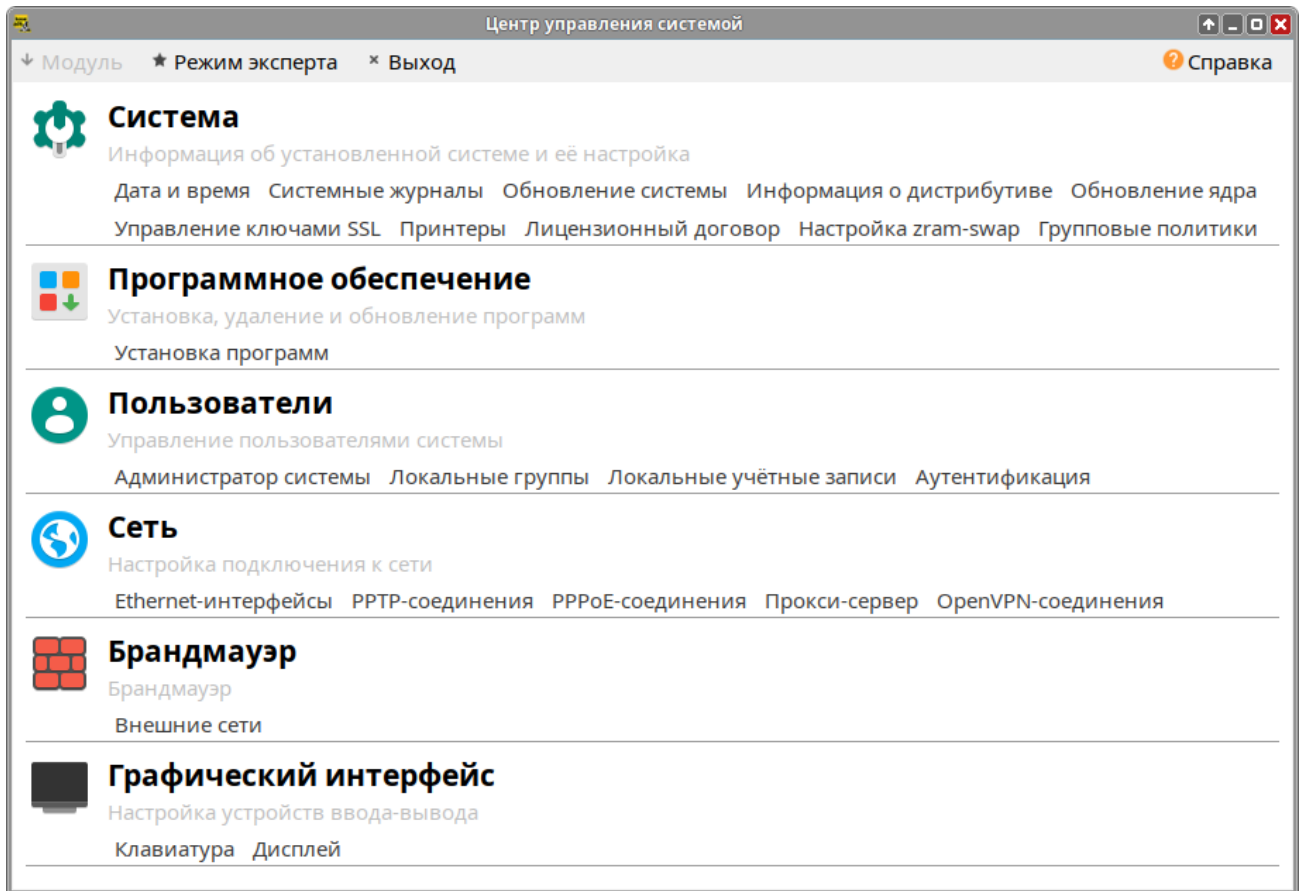 Центр управления системой
Модуль Режим эксперта Выход Справка
Система
Информация об установленной системе и её настройка
Дата и время Системные журналы Обновление системы Информация о дистрибутиве Обновление ядра
Управление ключами SSL Принтеры Лицензионный договор Настройка zram-swap Групповые политики
Программное обеспечение
Установка, удаление и обновление программ
Установка программ
Пользователи
Управление пользователями системы
Администратор системы Локальные группы Локальные учётные записи Аутентификация
Сеть
Настройка подключения к сети
Ethernet-интерфейсы PPTP-соединения PPPoE-соединения Прокси-сервер OpenVPN-соединения
Брандмауэр
Брандмауэр
Внешние сети
Графический интерфейс
Настройка устройств ввода-вывода
Клавиатура Дисплей